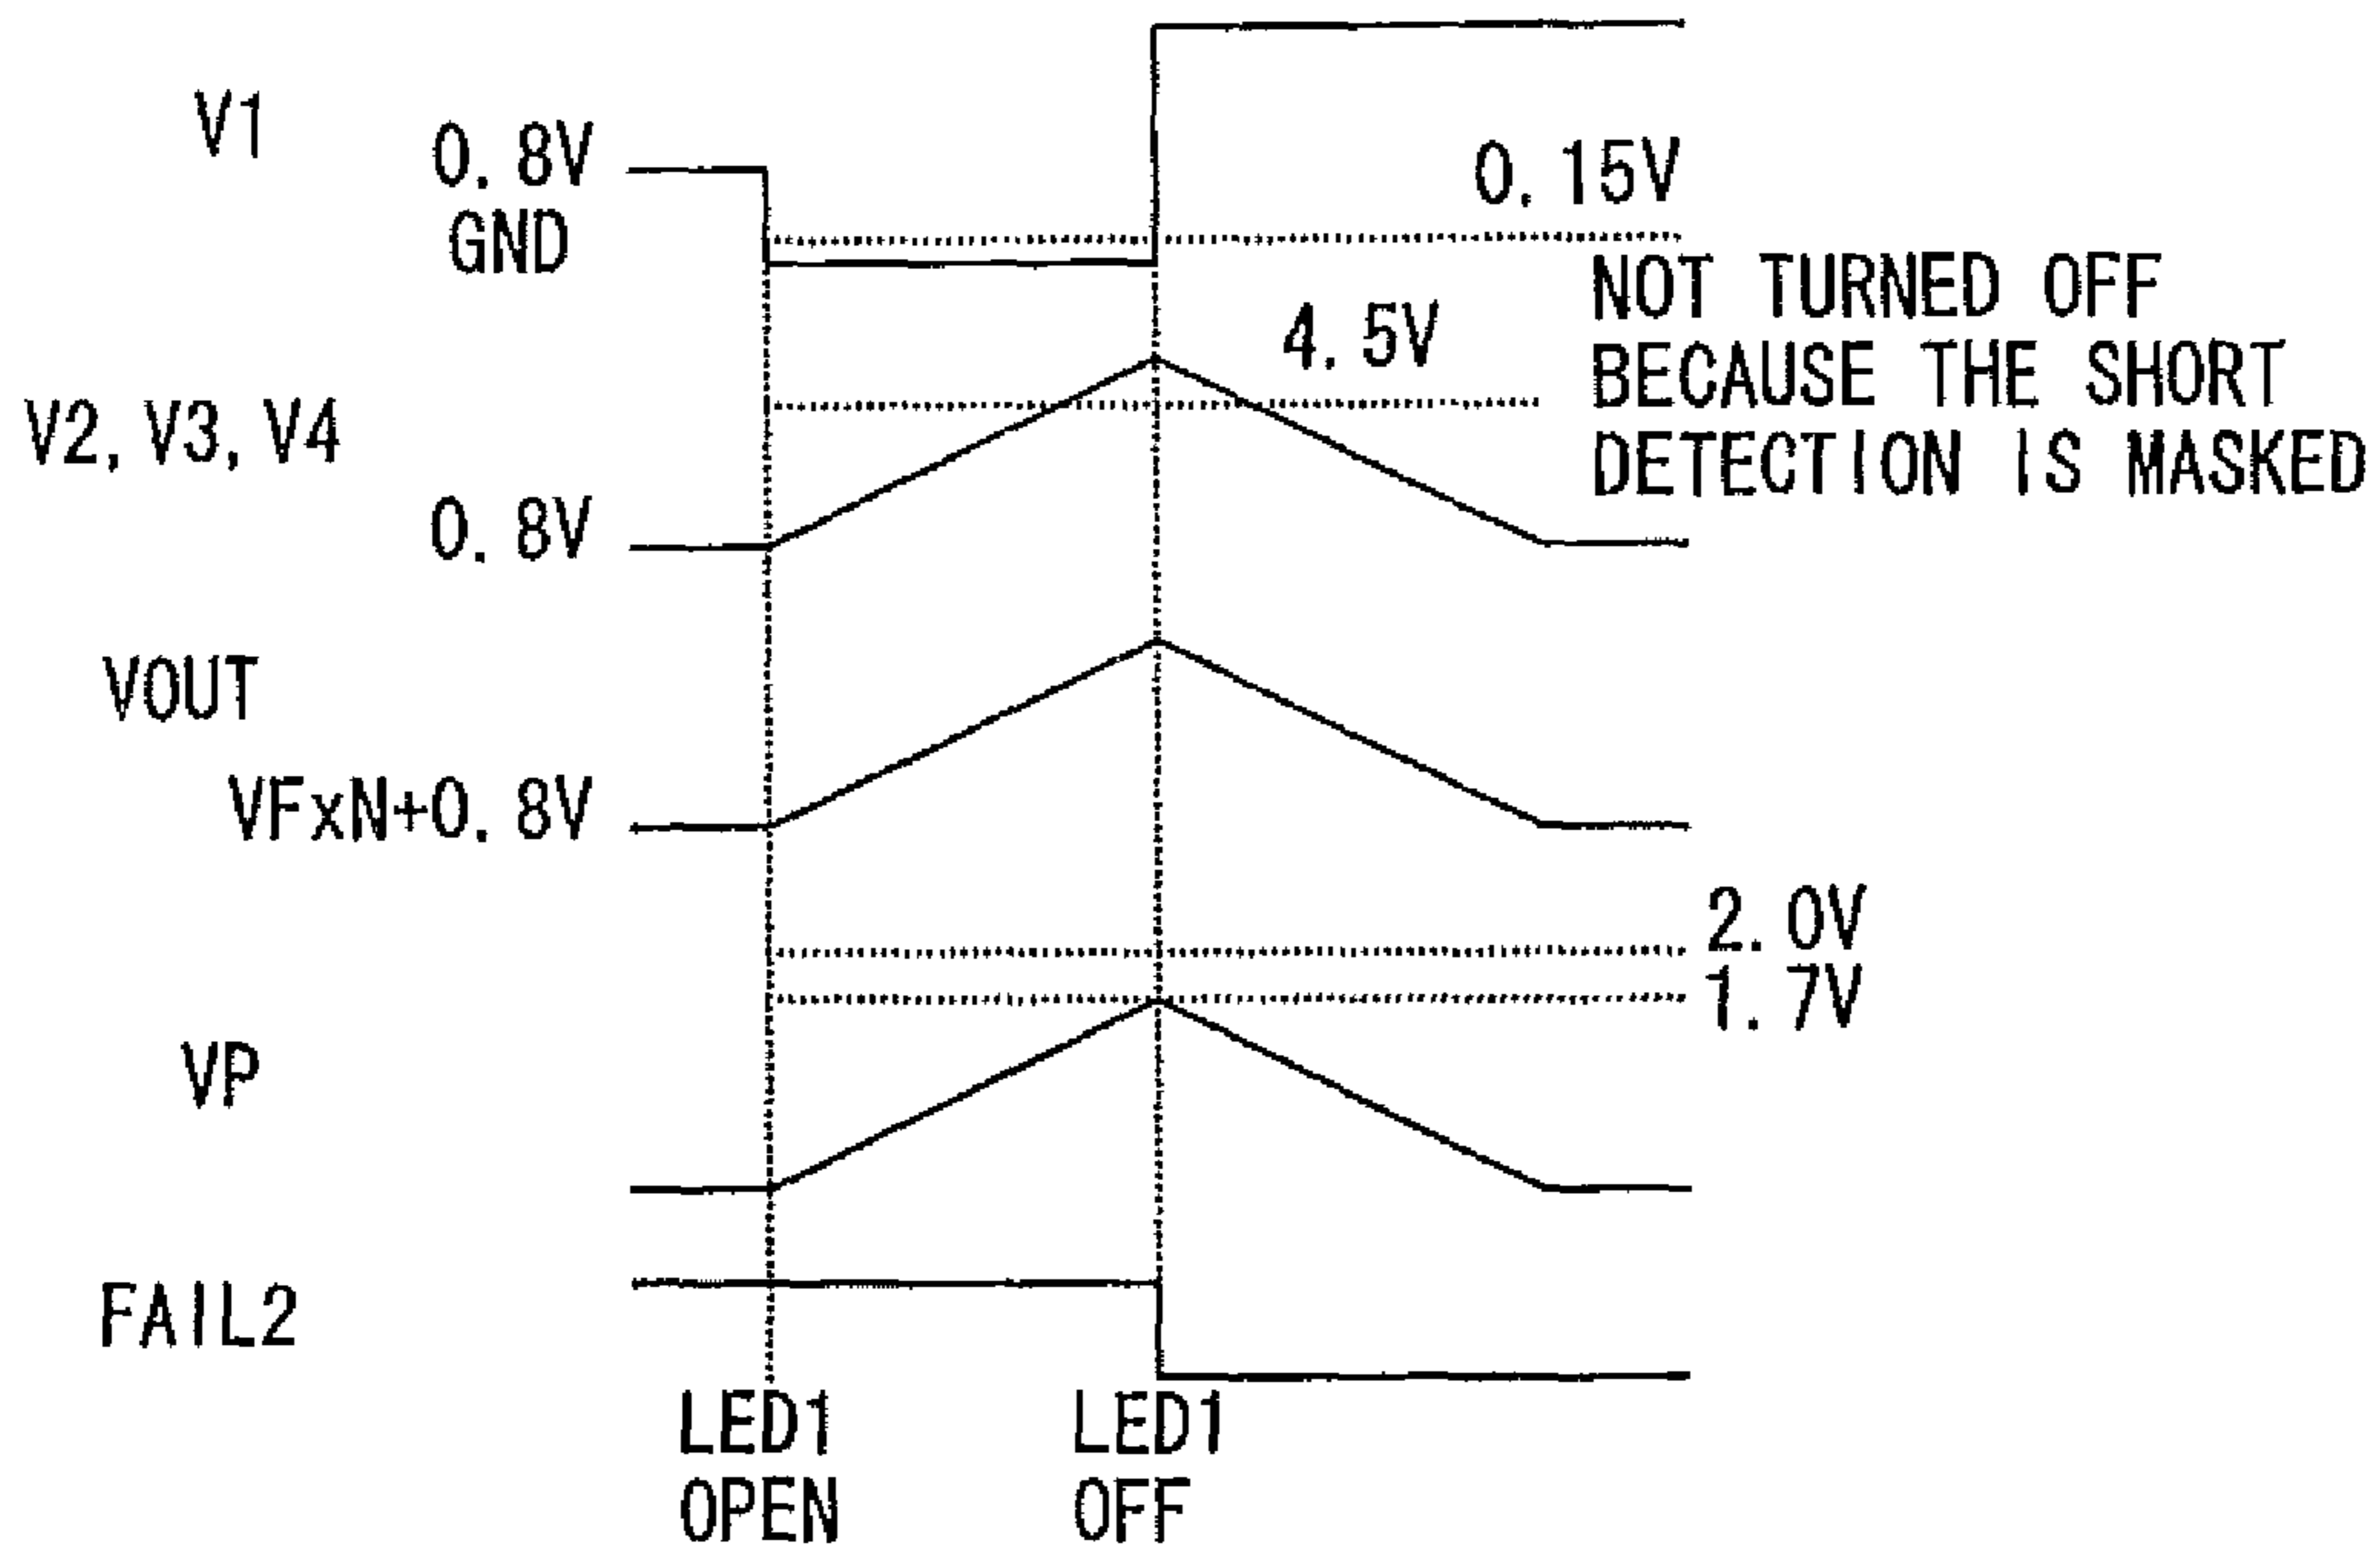 V1
0.8V
GND
0.15V
NOT TURNED OFF
BECAUSE THE SHORT
DETECTION IS MASKED
4.5V
V2, V3, V4
0.8V
VOUT
VFxN+0.8V
2.0V
1.7V
VP
FAIL2
LED1
OPEN
LED1
OFF